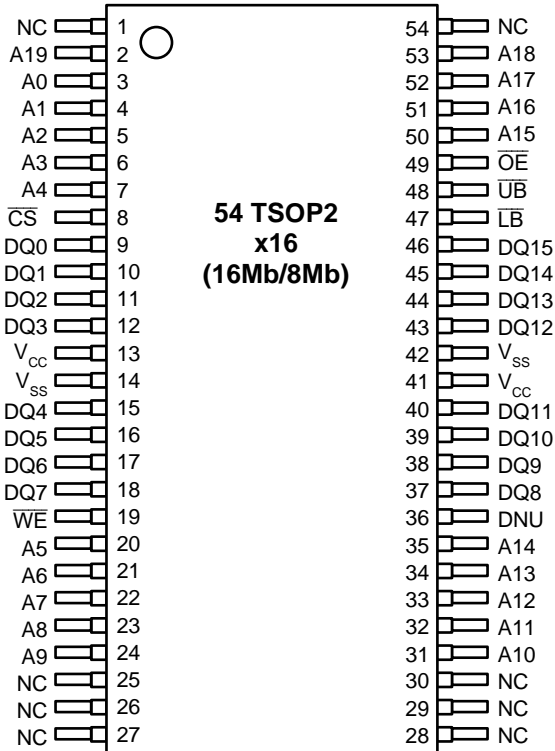 NC 1 54 NC
A19 2 53 A18
A0 3 52 A17
A1 4 51 A16
A2 5 50 A15
A3 6 49 OE
A4 7 48 UB
CS 8 54 TSOP2 47 LB
DQ0 9 x16 46 DQ15
DQ1 10 (16Mb/8Mb) 45 DQ14
DQ2 11 44 DQ13
DQ3 12 43 DQ12
VCC 13 42 VSS
VSS 14 41 VCC
DQ4 15 40 DQ11
DQ5 16 39 DQ10
DQ6 17 38 DQ9
DQ7 18 37 DQ8
WE 19 36 DNU
A5 20 35 A14
A6 21 34 A13
A7 22 33 A12
A8 23 32 A11
A9 24 31 A10
NC 25 30 NC
NC 26 29 NC
NC 27 28 NC